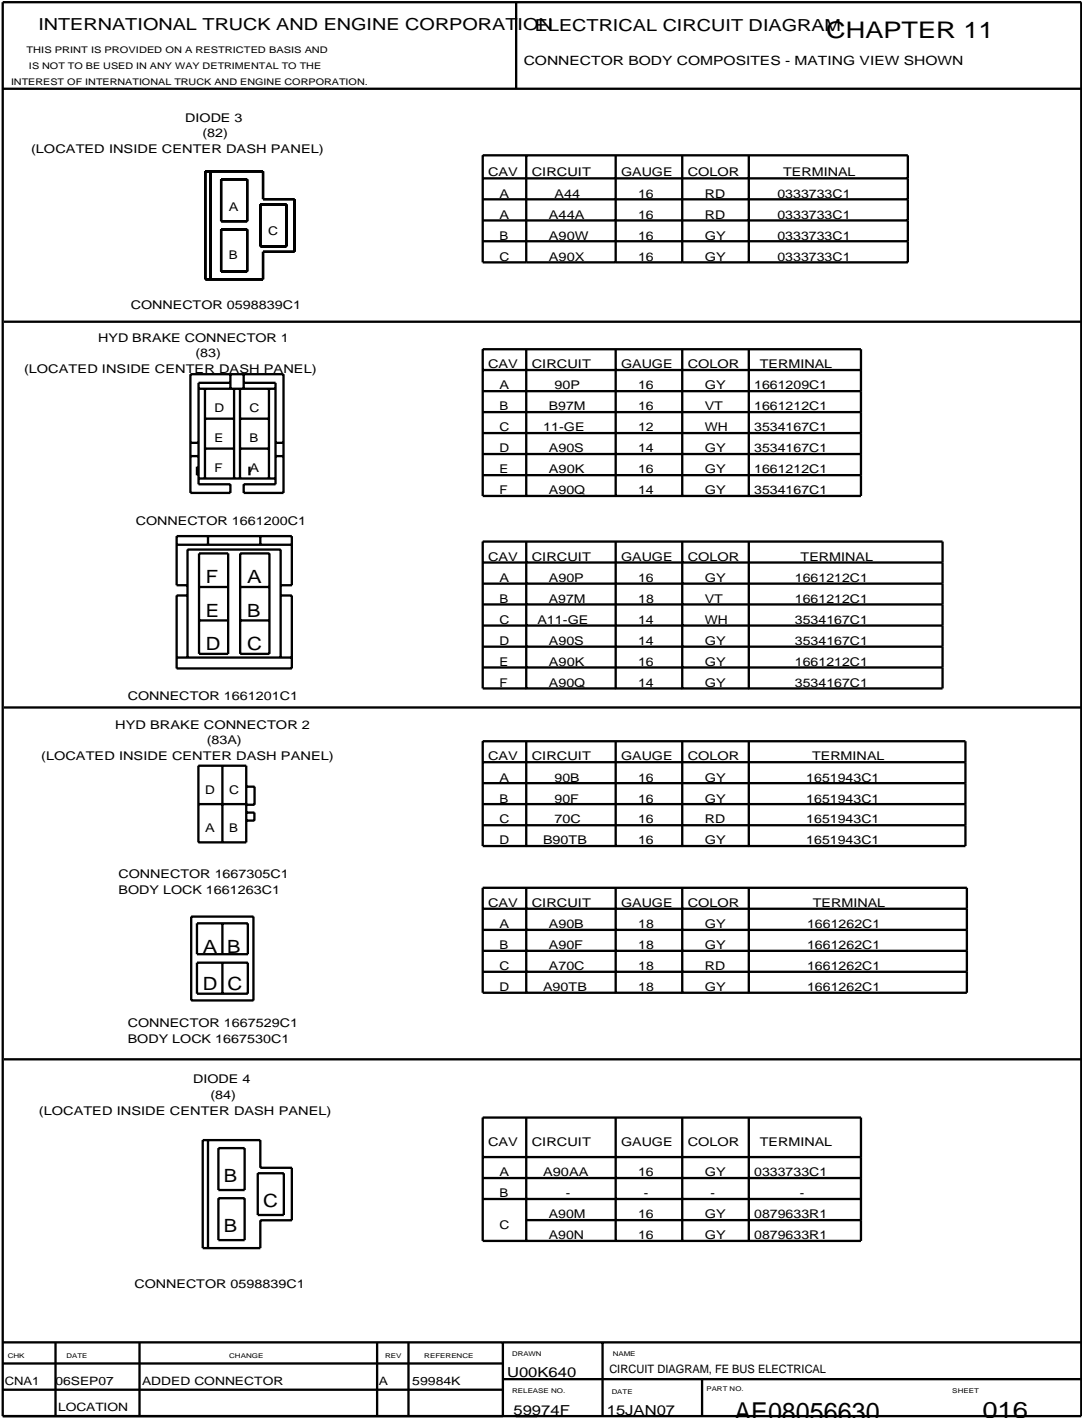 INTERNATIONAL TRUCK AND ENGINE CORPORATION
THIS PRINT IS PROVIDED ON A RESTRICTED BASIS AND
IS NOT TO BE USED IN ANY WAY DETRIMENTAL TO THE
INTEREST OF INTERNATIONAL TRUCK AND ENGINE CORPORATION.
ELECTRICAL CIRCUIT DIAGRAM CHAPTER 11
CONNECTOR BODY COMPOSITES - MATING VIEW SHOWN
DIODE 3
(82)
(LOCATED INSIDE CENTER DASH PANEL)
A
C
B
CONNECTOR 0598839C1
CAV CIRCUIT GAUGE COLOR TERMINAL
A A44 16 RD 0333733C1
A A44A 16 RD 0333733C1
B A90W 16 GY 0333733C1
C A90X 16 GY 0333733C1
HYD BRAKE CONNECTOR 1
(83)
(LOCATED INSIDE CENTER DASH PANEL)
D C
E B
F A
CONNECTOR 1661200C1
CAV CIRCUIT GAUGE COLOR TERMINAL
A 90P 16 GY 1661209C1
B B97M 16 VT 1661212C1
C 11-GE 12 WH 3534167C1
D A90S 14 GY 3534167C1
E A90K 16 GY 1661212C1
F A90Q 14 GY 3534167C1
F A
E B
D C
CONNECTOR 1661201C1
CAV CIRCUIT GAUGE COLOR TERMINAL
A A90P 16 GY 1661212C1
B A97M 18 VT 1661212C1
C A11-GE 14 WH 3534167C1
D A90S 14 GY 3534167C1
E A90K 16 GY 1661212C1
F A90Q 14 GY 3534167C1
HYD BRAKE CONNECTOR 2
(83A)
(LOCATED INSIDE CENTER DASH PANEL)
D C
A B
CONNECTOR 1667305C1
BODY LOCK 1661263C1
CAV CIRCUIT GAUGE COLOR TERMINAL
A 90B 16 GY 1651943C1
B 90F 16 GY 1651943C1
C 70C 16 RD 1651943C1
D B90TB 16 GY 1651943C1
A B
D C
CONNECTOR 1667529C1
BODY LOCK 1667530C1
CAV CIRCUIT GAUGE COLOR TERMINAL
A A90B 18 GY 1661262C1
B A90F 18 GY 1661262C1
C A70C 18 RD 1661262C1
D A90TB 18 GY 1661262C1
DIODE 4
(84)
(LOCATED INSIDE CENTER DASH PANEL)
B
C
B
CONNECTOR 0598839C1
CAV CIRCUIT GAUGE COLOR TERMINAL
A A90AA 16 GY 0333733C1
B - - - -
C A90M 16 GY 0879633R1
A90N 16 GY 0879633R1
CHK DATE CHANGE REV REFERENCE
CNA1 06SEP07 ADDED CONNECTOR A 59984K
LOCATION
DRAWN
U00K640
NAME
CIRCUIT DIAGRAM, FE BUS ELECTRICAL
RELEASE NO.
59974F
DATE
15JAN07
PART NO.
AE08056630
SHEET
016